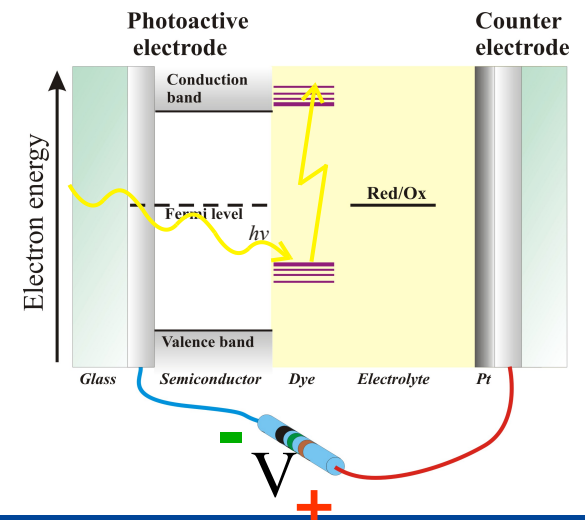 Photoactive
electrode
Counter
electrode
Conduction
band
Electron energy
Red/Ox
Fermi level
hν
Valence band
Glass
Semiconductor
Dye
Electrolyte
Pt
-
V
+